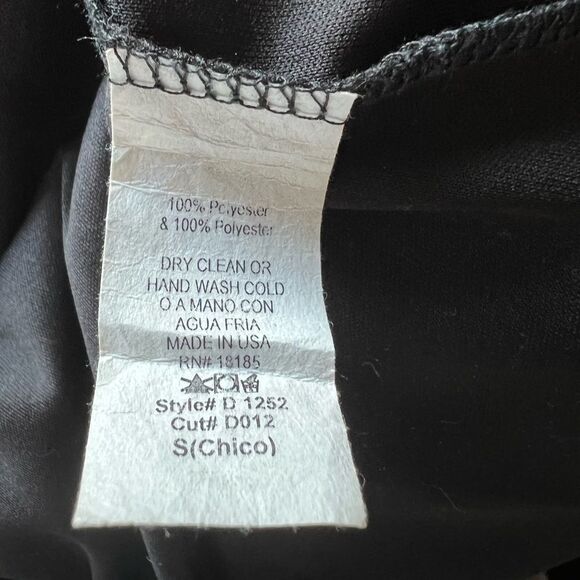 100% Polyester
& 100% Polyester
DRY CLEAN OR
HAND WASH COLD
O A MANO CON
AGUA FRIA
MADE IN USA
RN# 18185
Style# D 1252
Cut# D012
S(Chico)